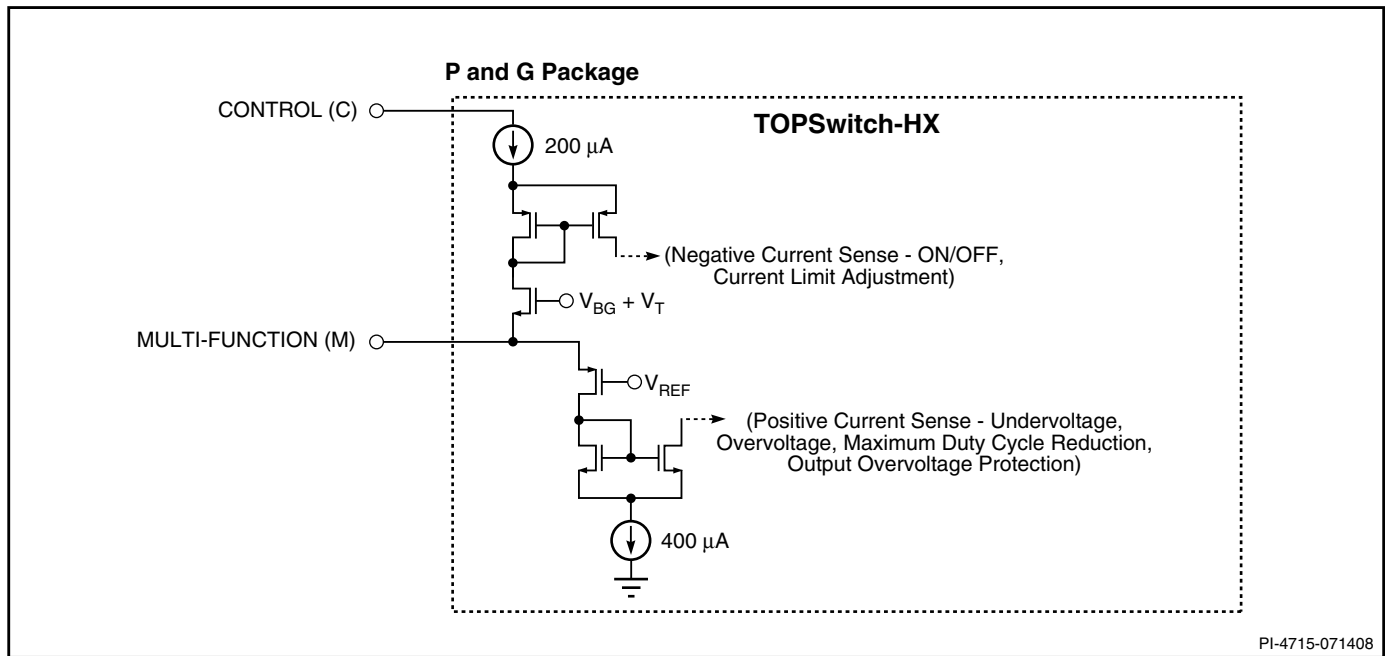 P and G Package
CONTROL (C)
TOPSwitch-HX
200 μA
(Negative Current Sense - ON/OFF,
Current Limit Adjustment)
V_BG + V_T
MULTI-FUNCTION (M)
V_REF
(Positive Current Sense - Undervoltage,
Overvoltage, Maximum Duty Cycle Reduction,
Output Overvoltage Protection)
400 μA
PI-4715-071408